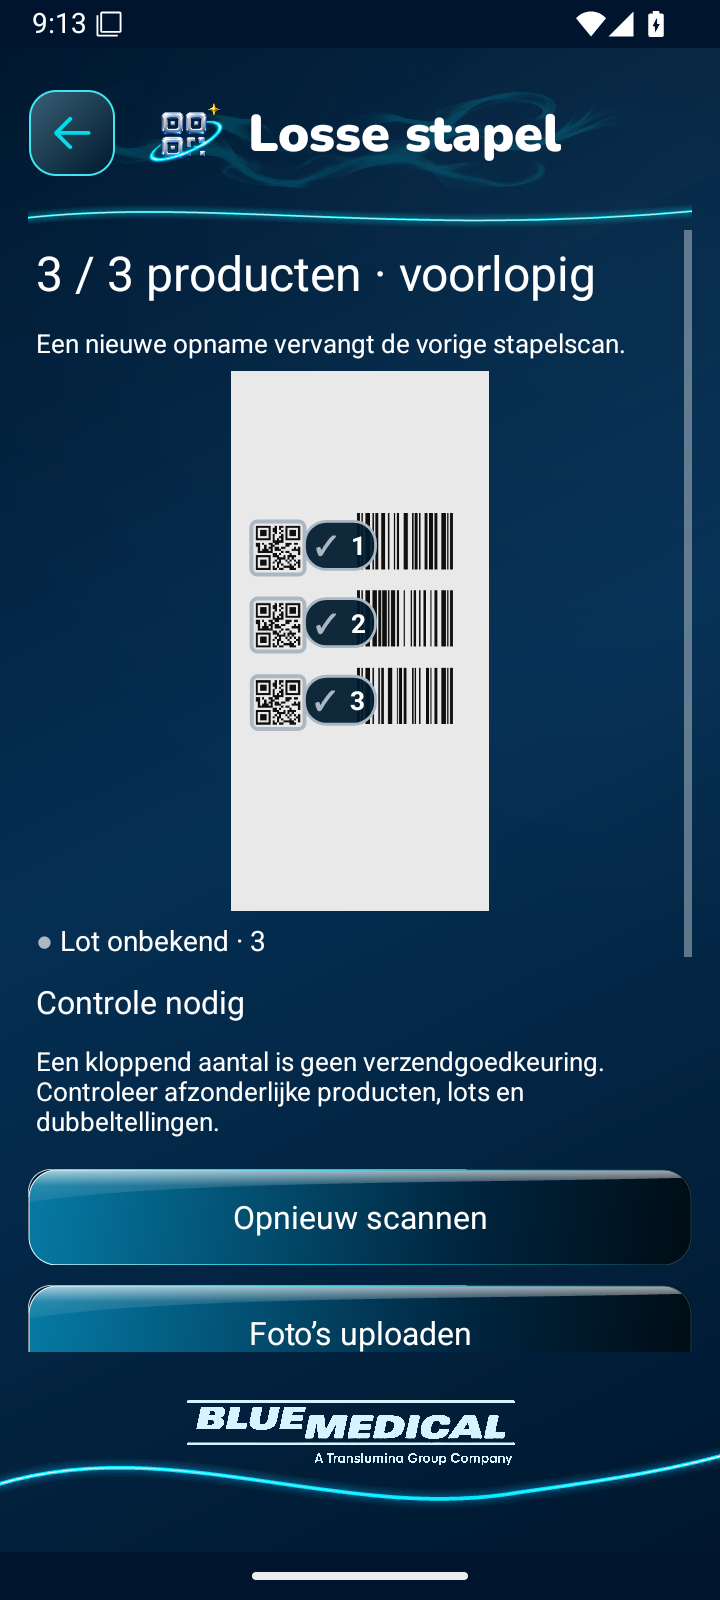 9:13
Losse stapel
3 / 3 producten · voorlopig
Een nieuwe opname vervangt de vorige stapelscan.
✓ 1
✓ 2
✓ 3
Lot onbekend · 3
Controle nodig
Een kloppend aantal is geen verzendgoedkeuring.
Controleer afzonderlijke producten, lots en
dubbeltellingen.
Opnieuw scannen
Foto’s uploaden
BLUEMEDICAL
A Translumina Group Company